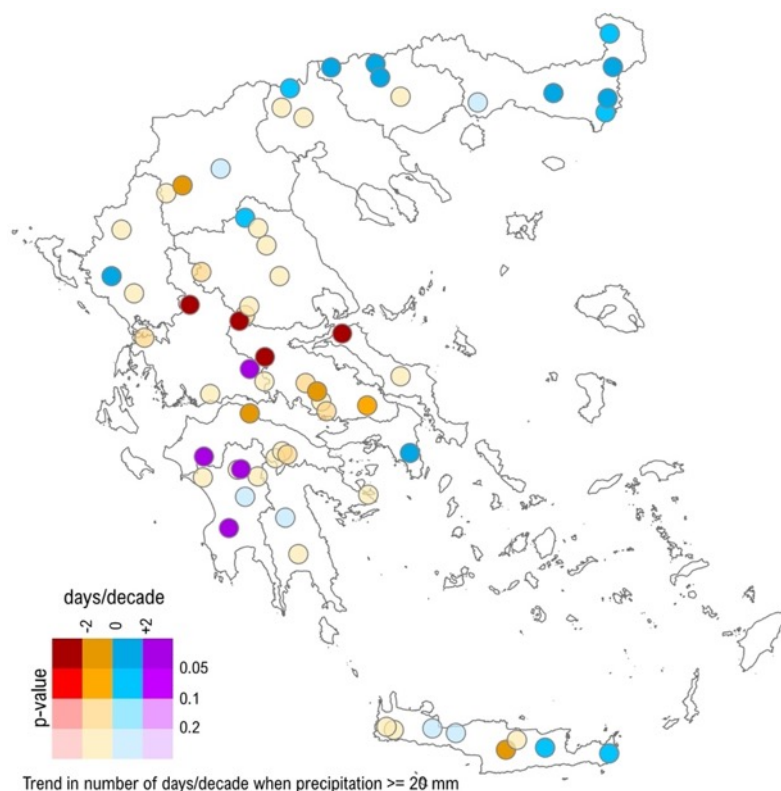 days/decade
-2
0
+2
p-value
0.05
0.1
0.2
Trend in number of days/decade when precipitation >= 20 mm